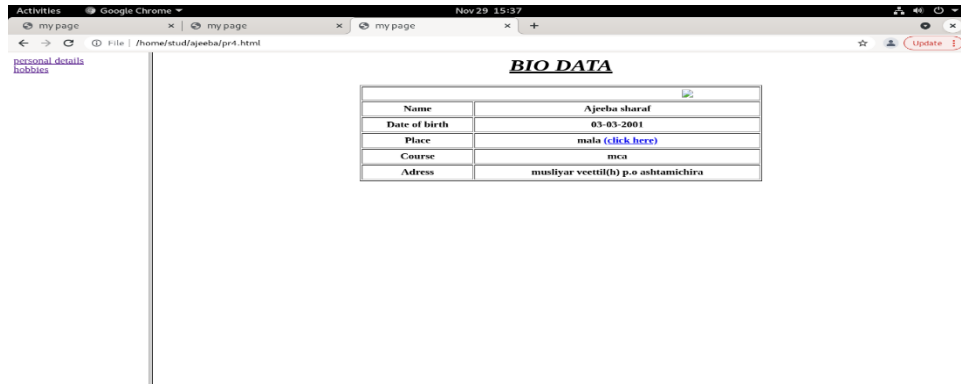 Activities Google Chrome Nov 29 15:37
my page × my page × my page × +
File /home/stud/ajeeba/pr4.html Update
personal details
hobbies
BIO DATA
Name Ajeeba sharaf
Date of birth 03-03-2001
Place mala (click here)
Course mca
Adress musliyar veettil(h) p.o ashtamichira